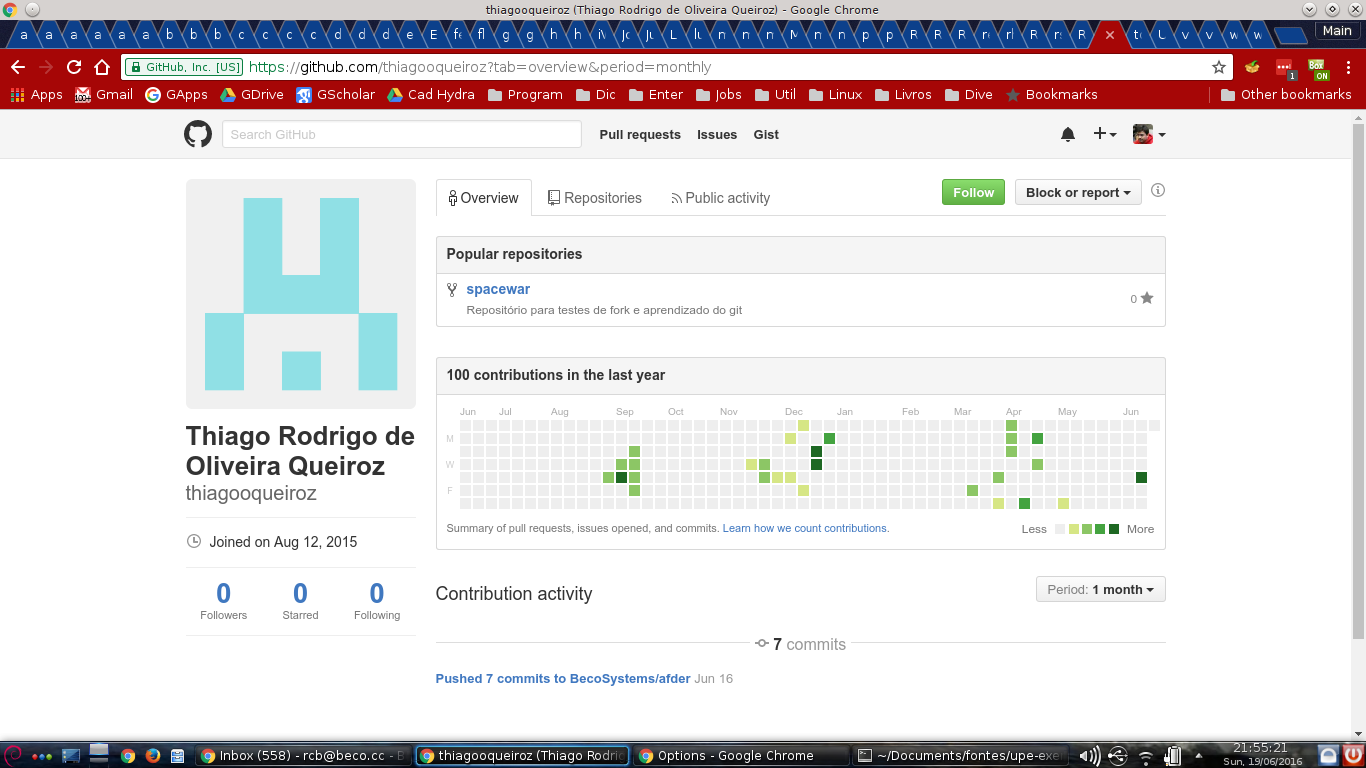 thiagooqueiroz (Thiago Rodrigo de Oliveira Queiroz) - Google Chrome
Main
GitHub, Inc. [US] https://github.com/thiagooqueiroz?tab=overview&period=monthly
Apps Gmail GApps GDrive GScholar Cad Hydra Program Dic Enter Jobs Util Linux Livros Dive Bookmarks Other bookmarks
Search GitHub Pull requests Issues Gist
Overview Repositories Public activity Follow Block or report
Popular repositories
spacewar
Repositório para testes de fork e aprendizado do git
0
100 contributions in the last year
Jun Jul Aug Sep Oct Nov Dec Jan Feb Mar Apr May Jun
M
W
F
Summary of pull requests, issues opened, and commits. Learn how we count contributions. Less More
Thiago Rodrigo de
Oliveira Queiroz
thiagooqueiroz
Joined on Aug 12, 2015
0 0 0
Followers Starred Following
Contribution activity Period: 1 month
7 commits
Pushed 7 commits to BecoSystems/afder Jun 16
Inbox (558) - rcb@beco.cc - thiagooqueiroz (Thiago Options - Google Chrome ~/Documents/fontes/
21:55:21
Sun, 19/06/2016